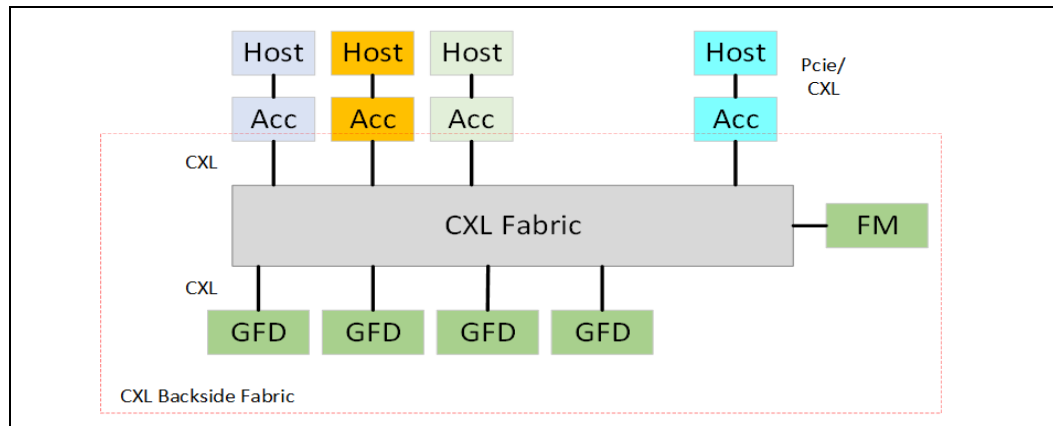 Host Host Host Host
Pcie/
CXL
Acc Acc Acc Acc
CXL
CXL Fabric FM
CXL
GFD GFD GFD GFD
CXL Backside Fabric